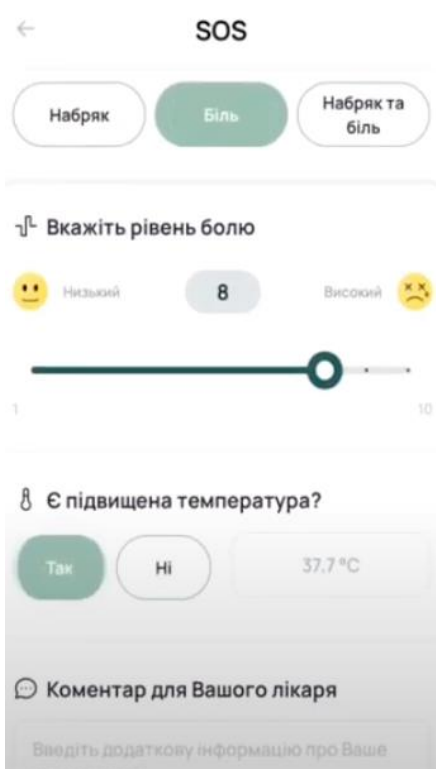 SOS
Набряк
Біль
Набряк та
біль
Вкажіть рівень болю
Низький
8
Високий
1
10
Є підвищена температура?
Так
Ні
37.7 °C
Коментар для Вашого лікаря
Введіть додаткову інформацію про Ваше